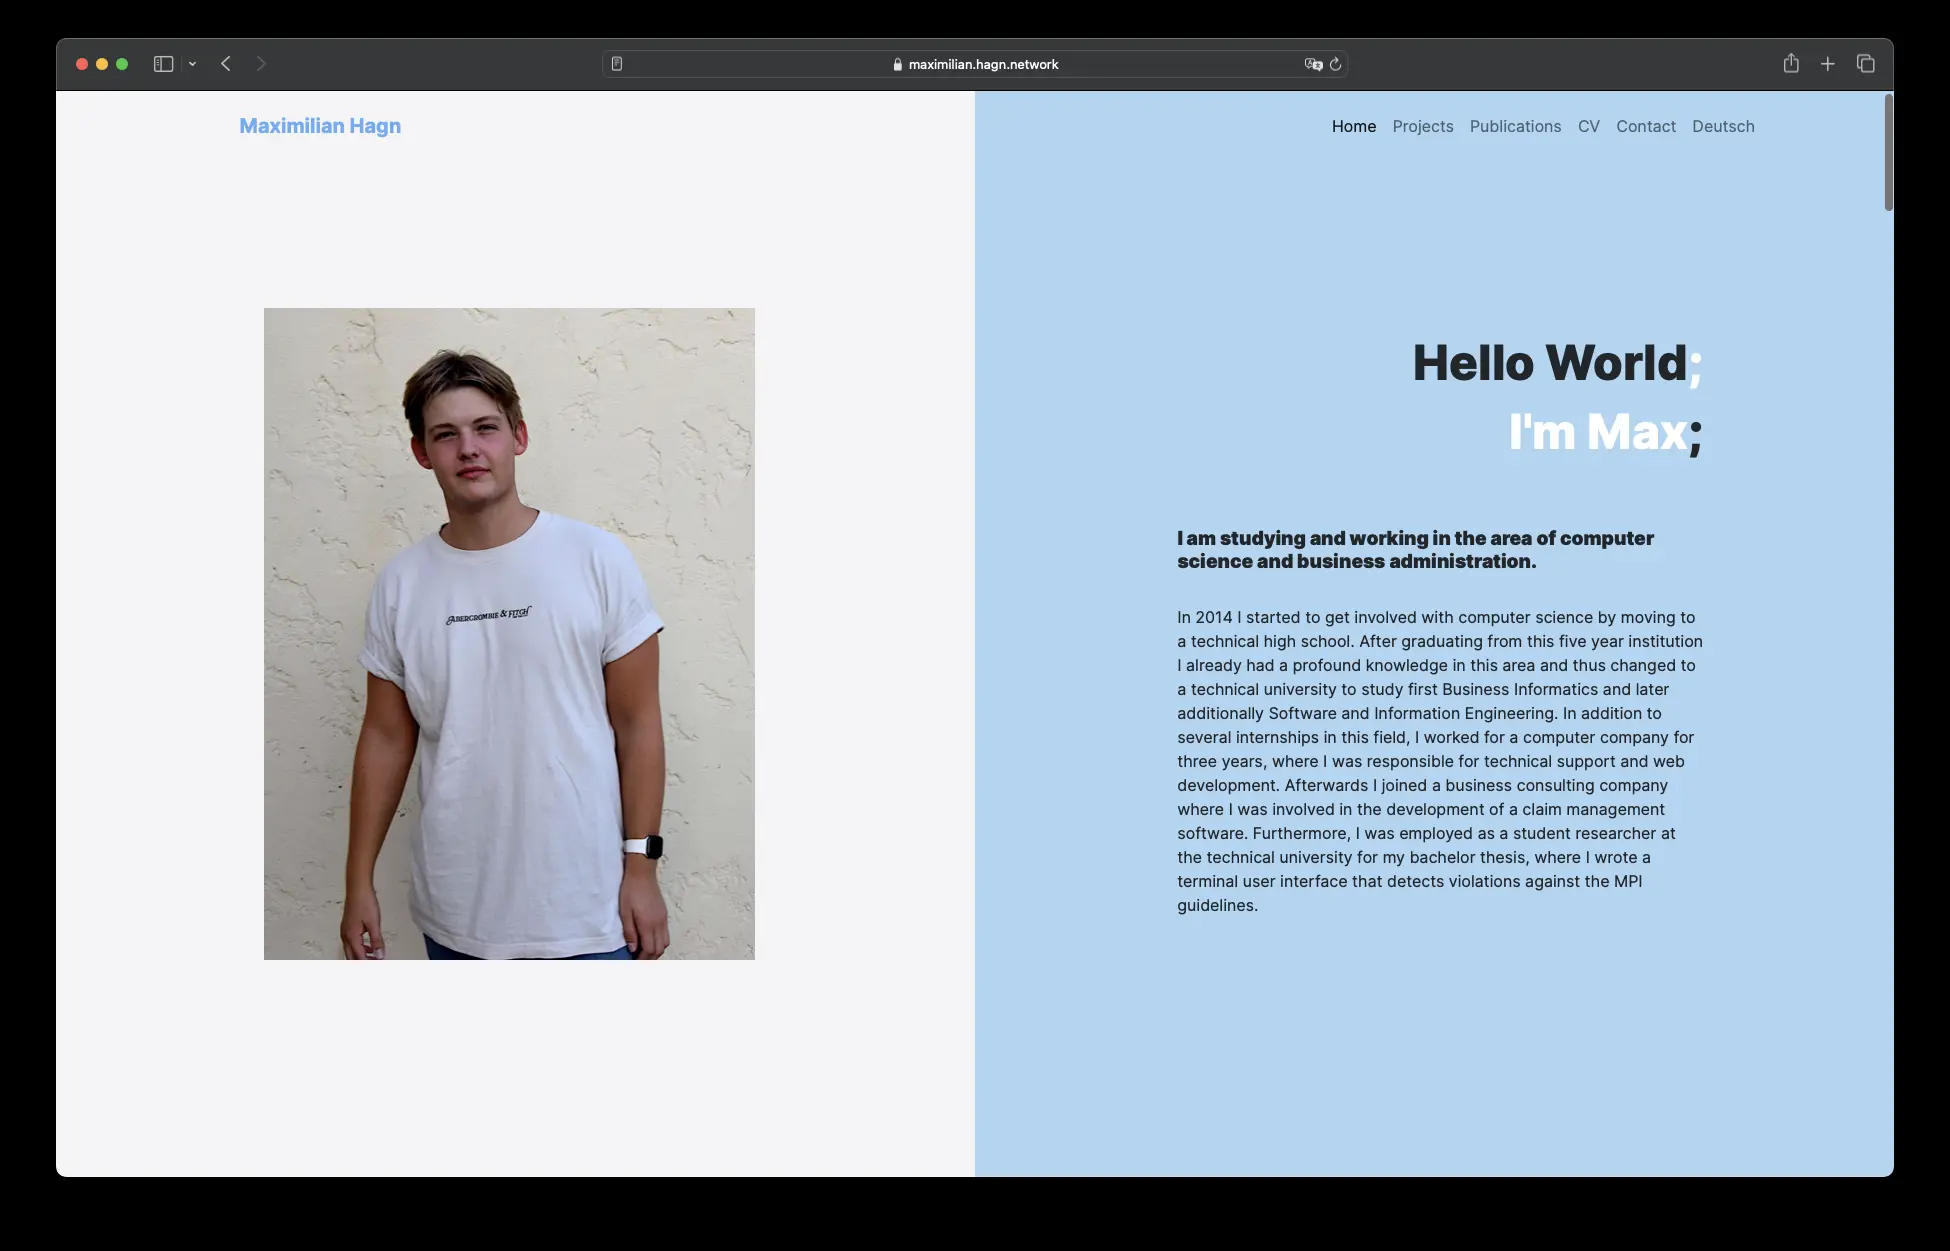 maximilian.hagn.network
Maximilian Hagn
Home Projects Publications CV Contact Deutsch
ABERCROMBIE & FITCH
Hello World;
I'm Max;
I am studying and working in the area of computer
science and business administration.
In 2014 I started to get involved with computer science by moving to
a technical high school. After graduating from this five year institution
I already had a profound knowledge in this area and thus changed to
a technical university to study first Business Informatics and later
additionally Software and Information Engineering. In addition to
several internships in this field, I worked for a computer company for
three years, where I was responsible for technical support and web
development. Afterwards I joined a business consulting company
where I was involved in the development of a claim management
software. Furthermore, I was employed as a student researcher at
the technical university for my bachelor thesis, where I wrote a
terminal user interface that detects violations against the MPI
guidelines.